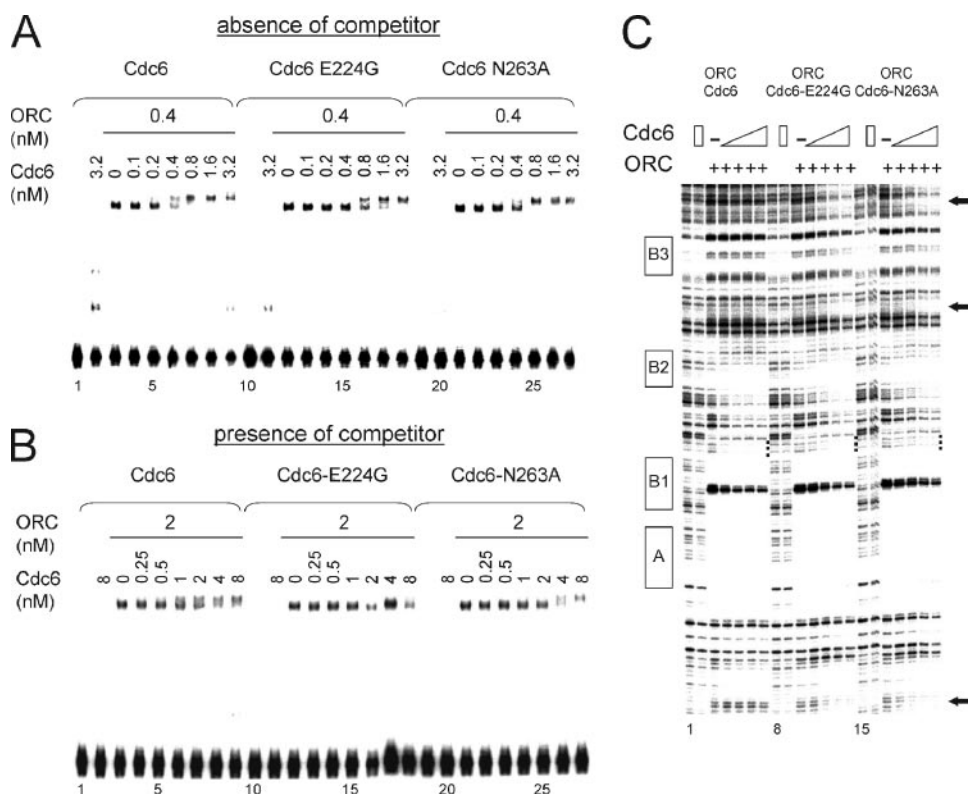 A
absence of competitor
Cdc6
Cdc6 E224G
Cdc6 N263A
ORC
(nM)
0.4
0.4
0.4
Cdc6
(nM)
3.2 0 0.1 0.2 0.4 0.8 1.6 3.2
3.2 0 0.1 0.2 0.4 0.8 1.6 3.2
3.2 0 0.1 0.2 0.4 0.8 1.6 3.2
1 5 10 15 20 25
B
presence of competitor
Cdc6
Cdc6-E224G
Cdc6-N263A
ORC
(nM)
2
2
2
Cdc6
(nM)
8 0 0.25 0.5 1 2 4 8
8 0 0.25 0.5 1 2 4 8
8 0 0.25 0.5 1 2 4 8
1 5 10 15 20 25
C
ORC
Cdc6
ORC
Cdc6-E224G
ORC
Cdc6-N263A
Cdc6 - - -
ORC +++++ +++++ +++++
B3
B2
B1
A
1 8 15